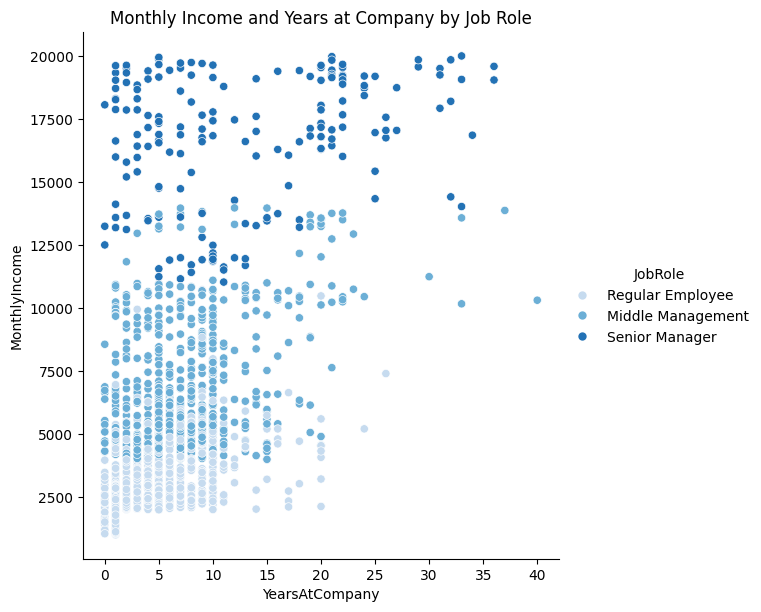 Monthly Income and Years at Company by Job Role
20000
17500
15000
12500
10000
7500
5000
2500
MonthlyIncome
0 5 10 15 20 25 30 35 40
YearsAtCompany
JobRole
Regular Employee
Middle Management
Senior Manager